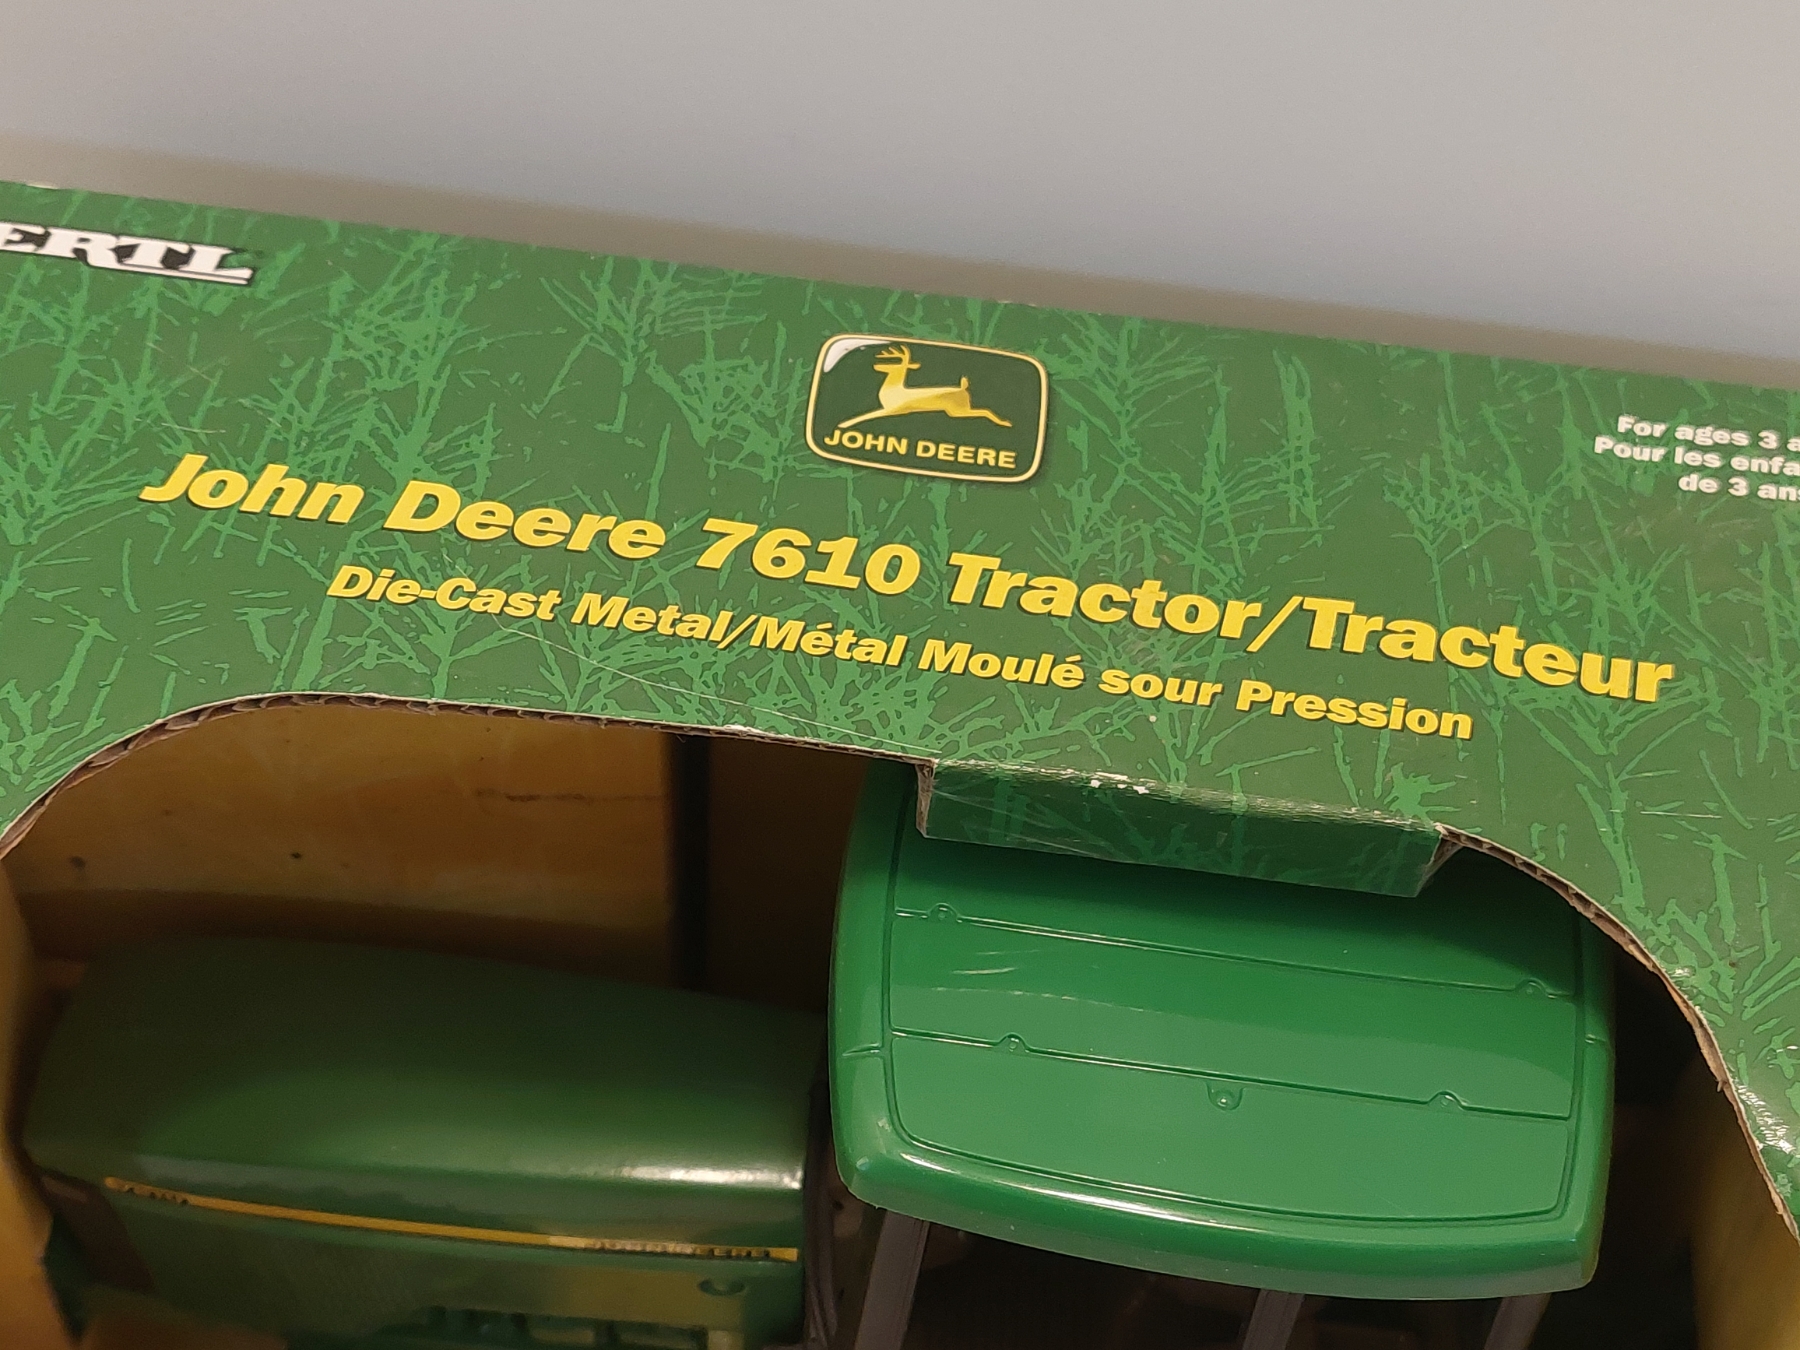 ERTL
JOHN DEERE
For ages 3 a
Pour les enfa
de 3 ans
John Deere 7610 Tractor/Tracteur
Die-Cast Metal/Métal Moulé sour Pression